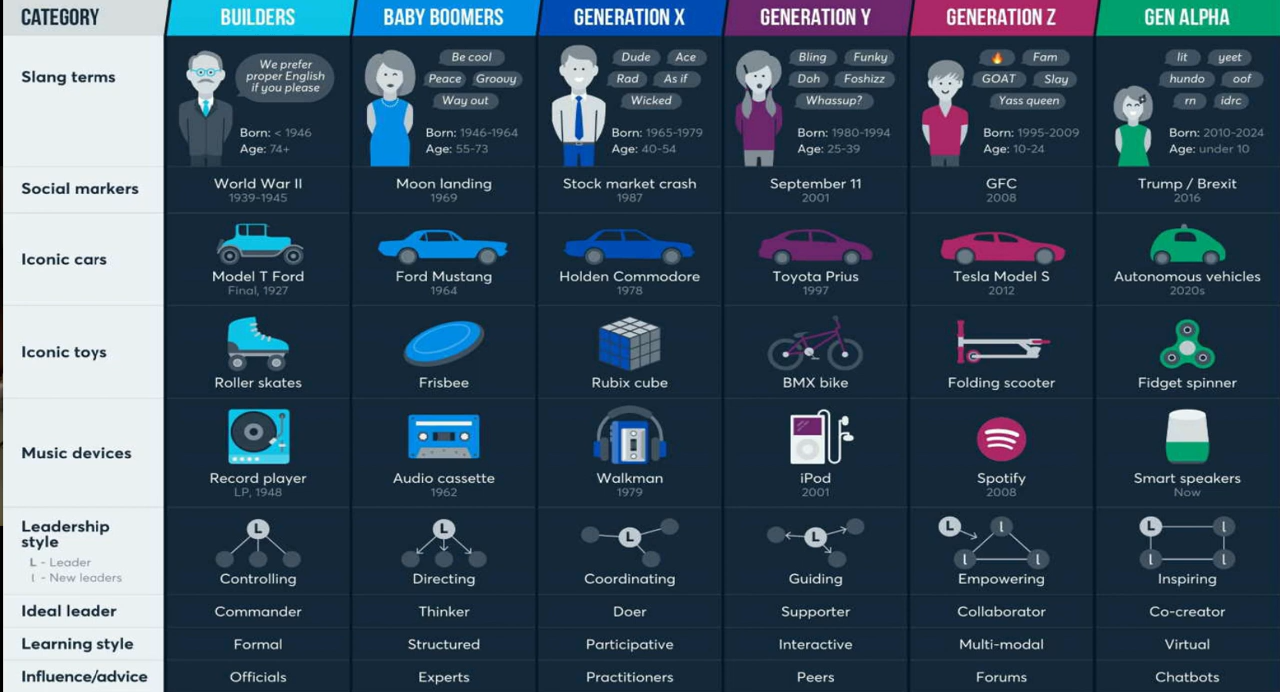 CATEGORY
BUILDERS
BABY BOOMERS
GENERATION X
GENERATION Y
GENERATION Z
GEN ALPHA
Slang terms
We prefer
proper English
if you please
Born: < 1946
Age: 74+
Be cool
Peace Groovy
Way out
Born: 1946-1964
Age: 55-73
Dude Ace
Rad As if
Wicked
Born: 1965-1979
Age: 40-54
Bling Funky
Doh Foshizz
Whassup?
Born: 1980-1994
Age: 25-39
🔥 Fam
GOAT Slay
Yass queen
Born: 1995-2009
Age: 10-24
lit yeet
hundo oof
rn idrc
Born: 2010-2024
Age: under 10
Social markers
World War II
1939-1945
Moon landing
1969
Stock market crash
1987
September 11
2001
GFC
2008
Trump / Brexit
2016
Iconic cars
Model T Ford
Final, 1927
Ford Mustang
1964
Holden Commodore
1978
Toyota Prius
1997
Tesla Model S
2012
Autonomous vehicles
2020s
Iconic toys
Roller skates
Frisbee
Rubix cube
BMX bike
Folding scooter
Fidget spinner
Music devices
Record player
LP, 1948
Audio cassette
1962
Walkman
1979
iPod
2001
Spotify
2008
Smart speakers
Now
Leadership
style
L - Leader
l - New leaders
L
Controlling
L
Directing
L
Coordinating
L
Guiding
L l
l l
Empowering
L l
l l
Inspiring
Ideal leader
Commander
Thinker
Doer
Supporter
Collaborator
Co-creator
Learning style
Formal
Structured
Participative
Interactive
Multi-modal
Virtual
Influence/advice
Officials
Experts
Practitioners
Peers
Forums
Chatbots